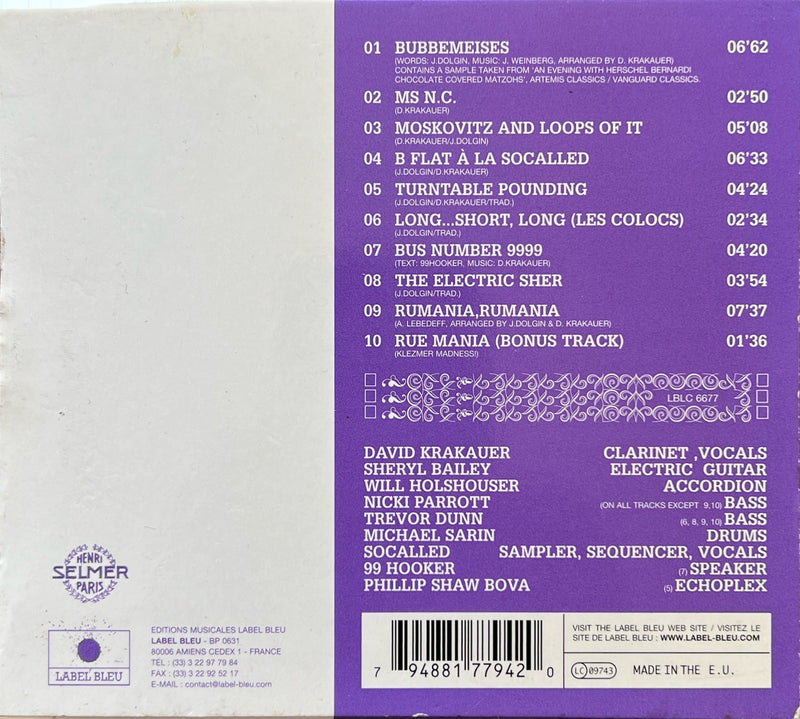 01 BUBBEMEISES 06'62
(WORDS: J.DOLGIN, MUSIC: J. WEINBERG, ARRANGED BY D. KRAKAUER)
CONTAINS A SAMPLE TAKEN FROM 'AN EVENING WITH HERSCHEL BERNARDI
CHOCOLATE COVERED MATZOHS', ARTEMIS CLASSICS / VANGUARD CLASSICS.
02 MS N.C. 02'50
(D.KRAKAUER)
03 MOSKOVITZ AND LOOPS OF IT 05'08
(D.KRAKAUER/J.DOLGIN)
04 B FLAT À LA SOCALLED 06'33
(J.DOLGIN/D.KRAKAUER)
05 TURNTABLE POUNDING 04'24
(J.DOLGIN/D.KRAKAUER/TRAD.)
06 LONG...SHORT, LONG (LES COLOCS) 02'34
(J.DOLGIN/TRAD.)
07 BUS NUMBER 9999 04'20
(TEXT: 99HOOKER, MUSIC: D.KRAKAUER)
08 THE ELECTRIC SHER 03'54
(J.DOLGIN/TRAD.)
09 RUMANIA,RUMANIA 07'37
(A. LEBEDEFF, ARRANGED BY J.DOLGIN & D. KRAKAUER)
10 RUE MANIA (BONUS TRACK) 01'36
(KLEZMER MADNESS!)
LBLC 6677
DAVID KRAKAUER CLARINET ,VOCALS
SHERYL BAILEY ELECTRIC GUITAR
WILL HOLSHOUSER ACCORDION
NICKI PARROTT (ON ALL TRACKS EXCEPT 9,10) BASS
TREVOR DUNN (6, 8, 9, 10) BASS
MICHAEL SARIN DRUMS
SOCALLED SAMPLER, SEQUENCER, VOCALS
99 HOOKER (7) SPEAKER
PHILLIP SHAW BOVA (5) ECHOPLEX
HENRI
SELMER
PARIS
LABEL BLEU
EDITIONS MUSICALES LABEL BLEU
LABEL BLEU - BP 0631
80006 AMIENS CEDEX 1 - FRANCE
TÉL : (33) 3 22 97 79 84
FAX : (33) 3 22 92 52 17
E-MAIL : contact@label-bleu.com
7 94881 77942 0
VISIT THE LABEL BLEU WEB SITE / VISITEZ LE
SITE DE LABEL BLEU : WWW.LABEL-BLEU.COM
LC 09743 MADE IN THE E.U.